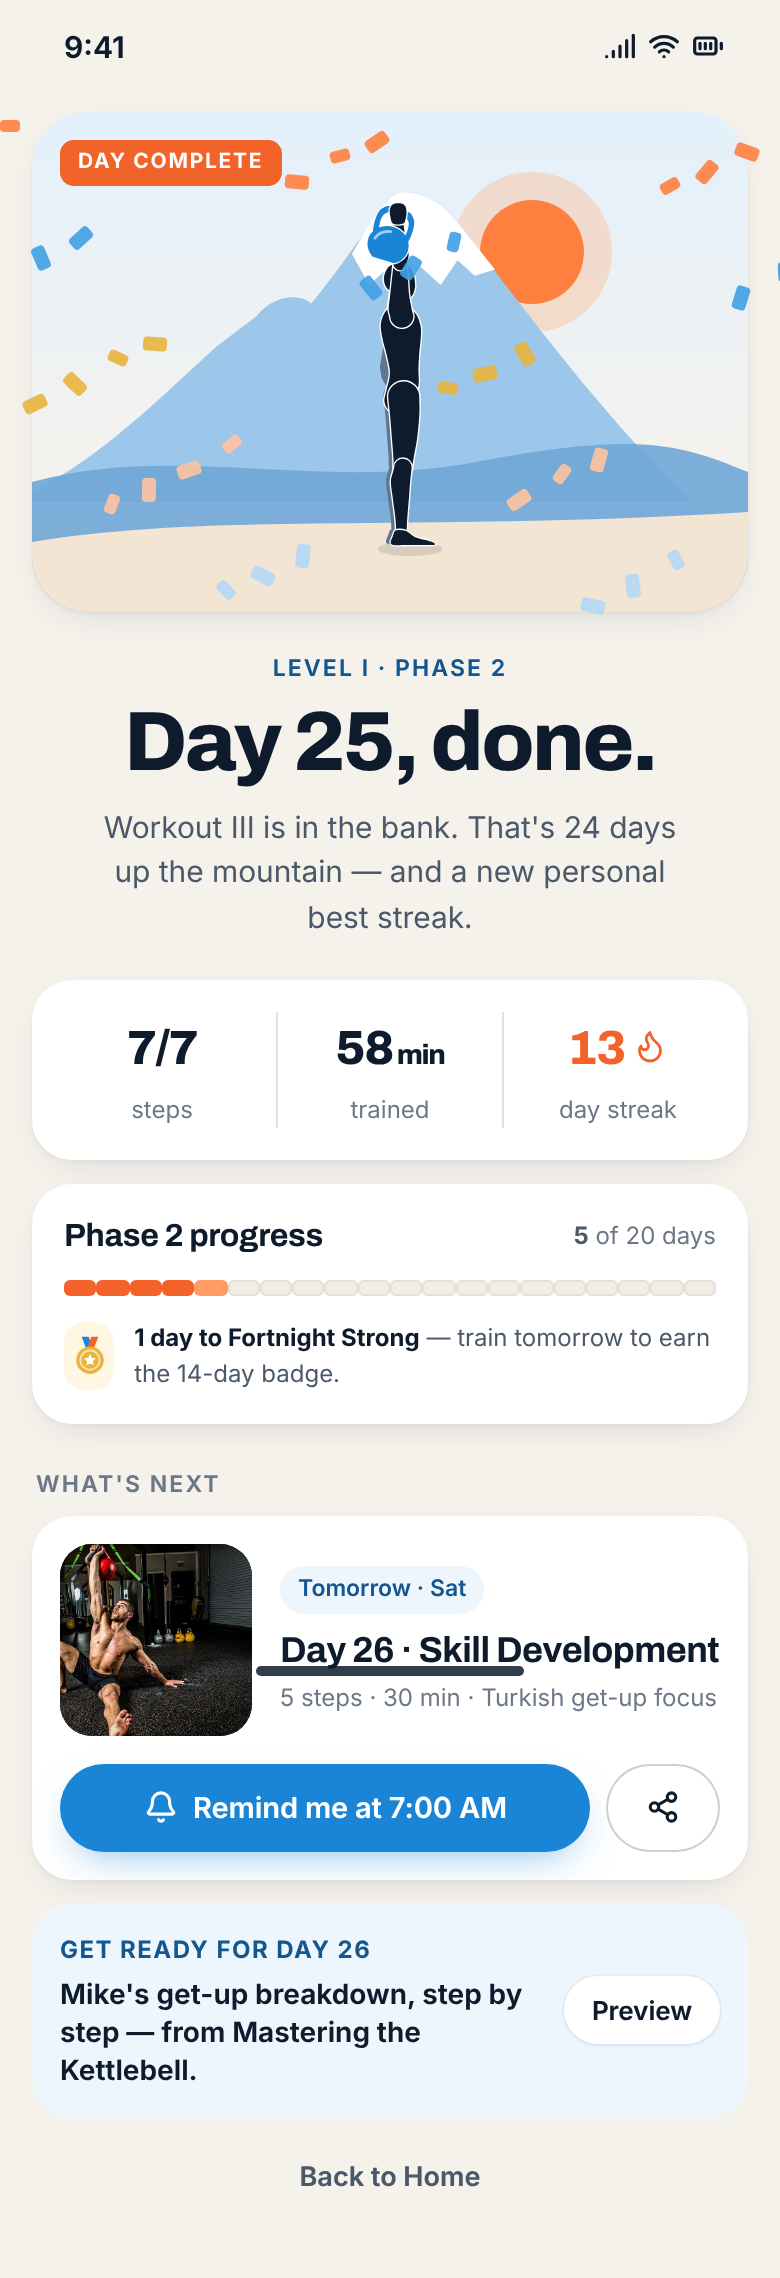 9:41
DAY COMPLETE
LEVEL I · PHASE 2
Day 25, done.
Workout III is in the bank. That's 24 days
up the mountain — and a new personal
best streak.
7/7
steps
58 min
trained
13
day streak
Phase 2 progress
5 of 20 days
1 day to Fortnight Strong — train tomorrow to earn
the 14-day badge.
WHAT'S NEXT
Tomorrow · Sat
Day 26 · Skill Development
5 steps · 30 min · Turkish get-up focus
Remind me at 7:00 AM
GET READY FOR DAY 26
Mike's get-up breakdown, step by
step — from Mastering the
Kettlebell.
Preview
Back to Home